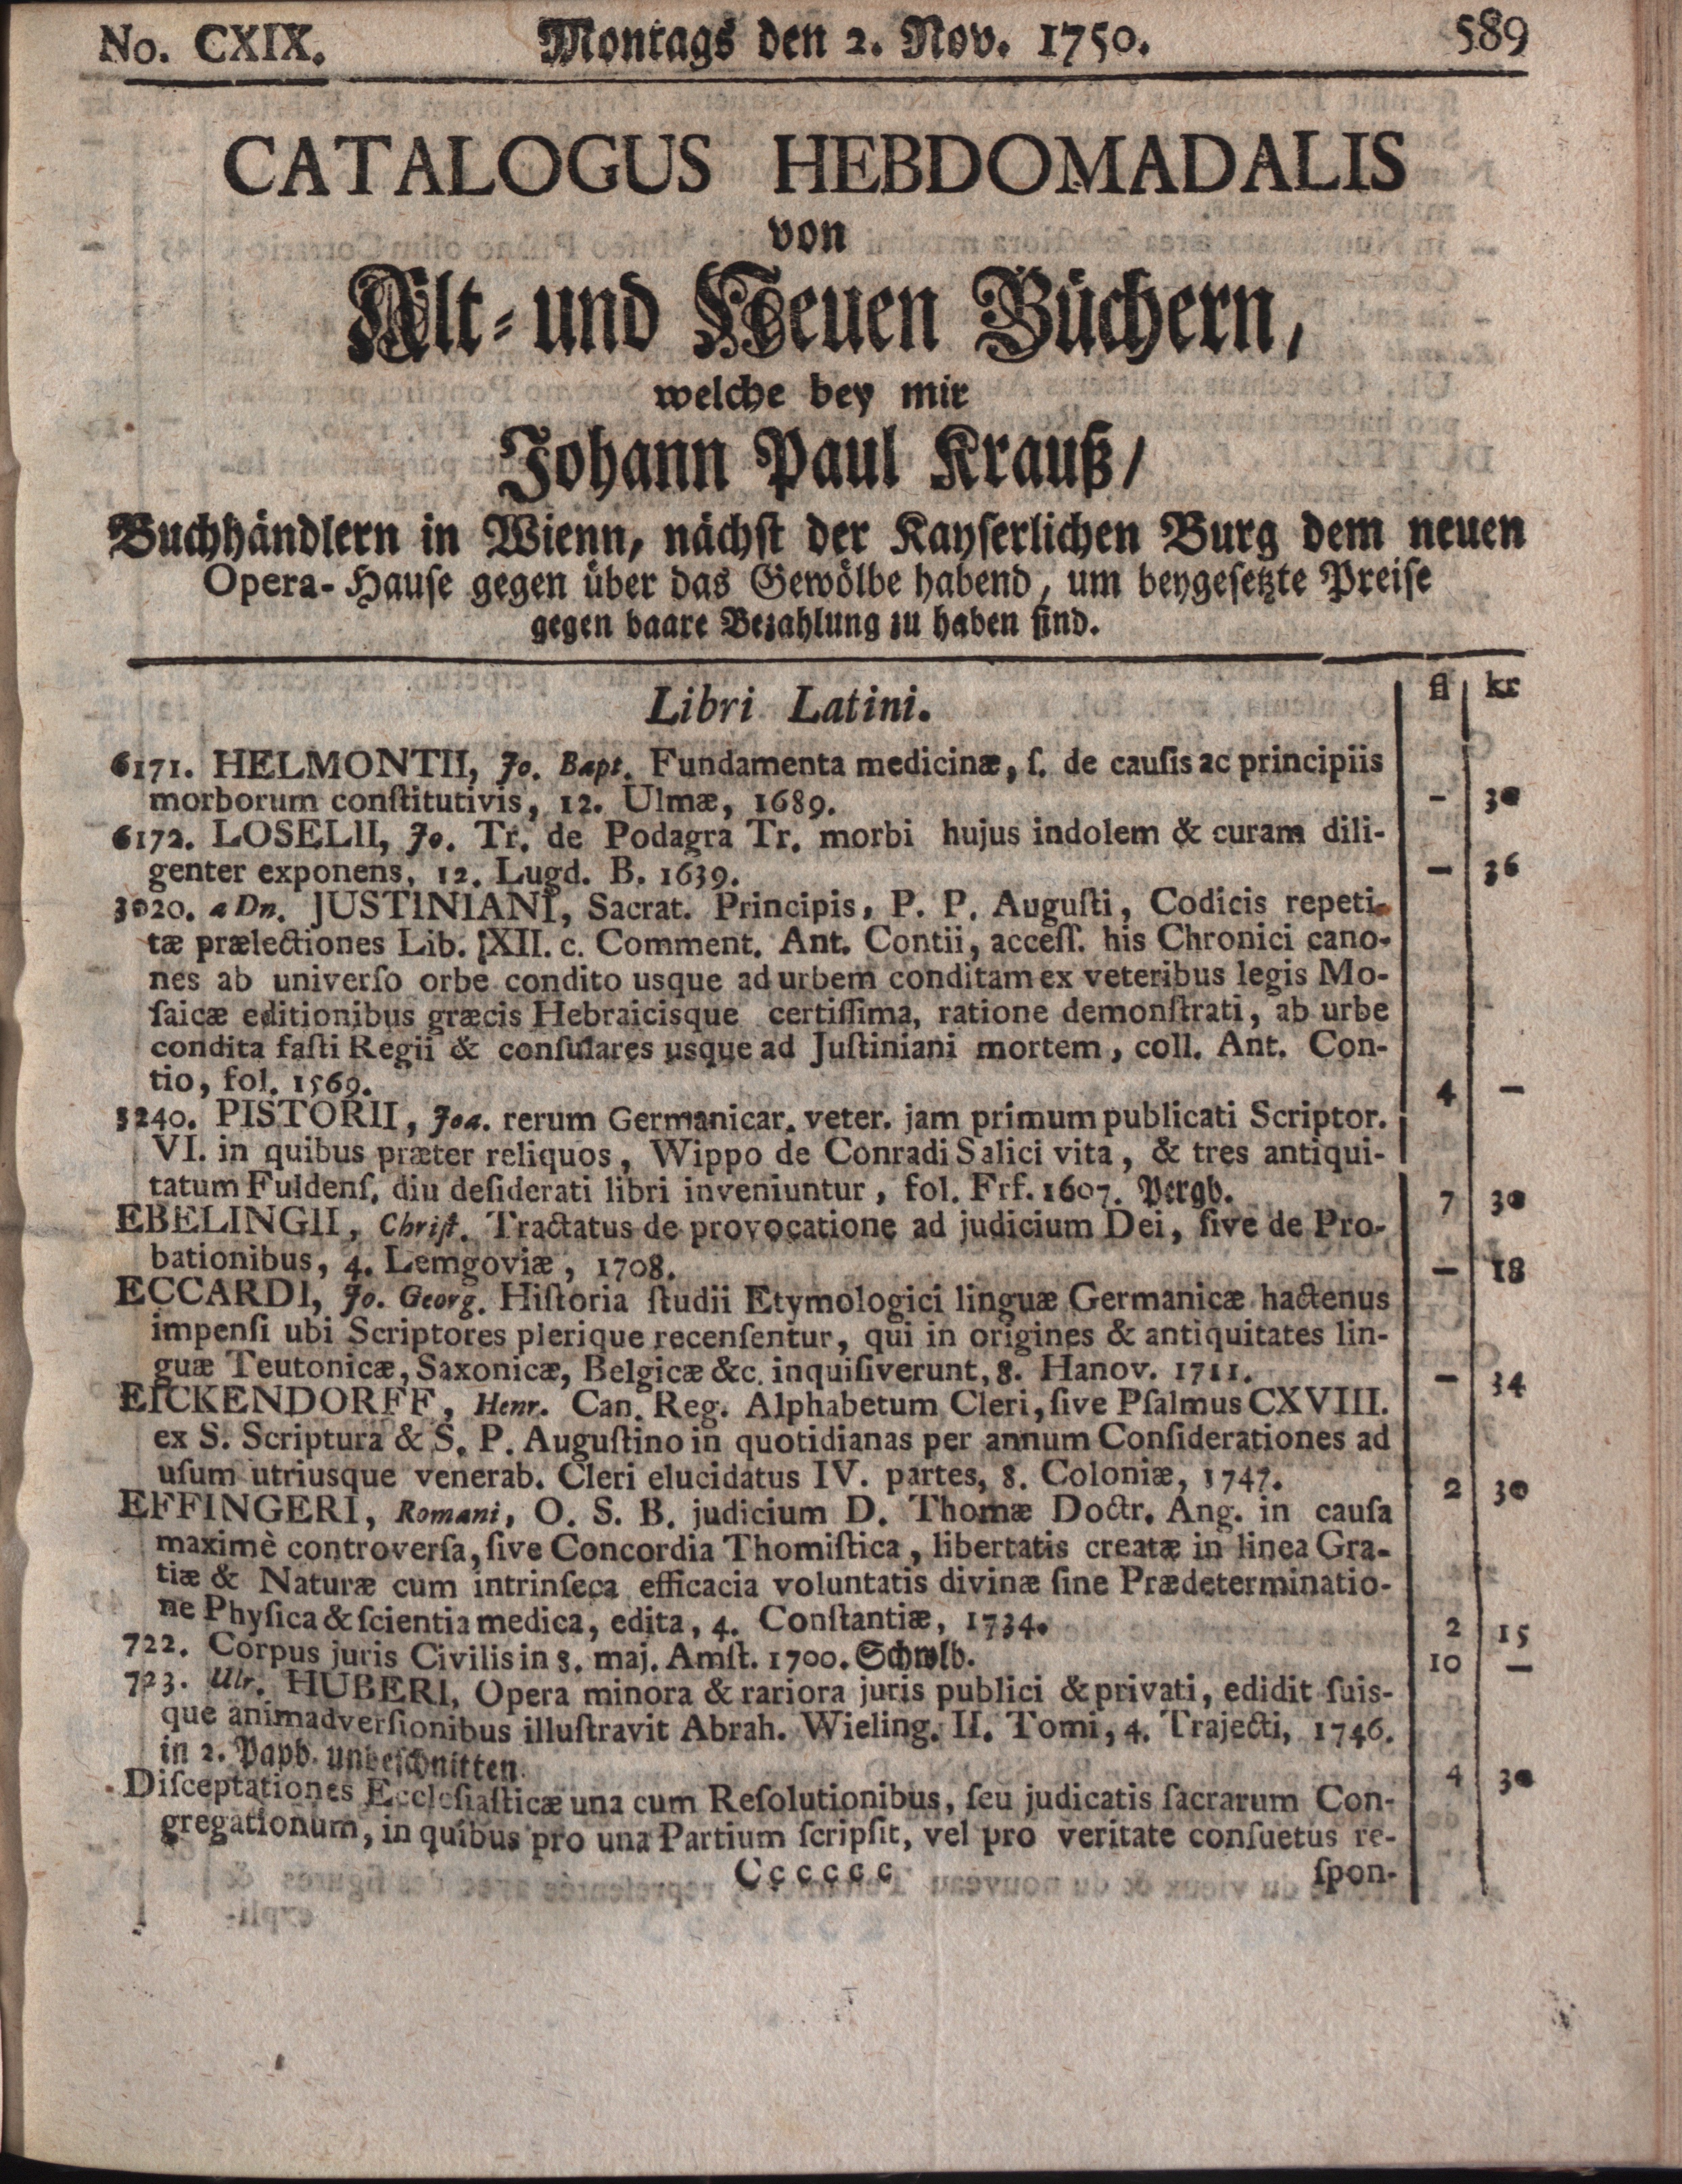 No. CXIX. Montags den 2. Nov. 1750. 589
CATALOGUS HEBDOMADALIS
von
Alt- und Neuen Büchern,
welche bey mir
Johann Paul Krauß/
Buchhändlern in Wienn, nächst der Kayserlichen Burg dem neuen
Opera-Hause gegen über das Gewölbe habend, um beygesetzte Preise
gegen baare Bezahlung zu haben sind.
Libri Latini. fl kr
6171. HELMONTII, Jo. Bapt. Fundamenta medicinæ, ſ. de cauſis ac principiis
morborum conſtitutivis, 12. Ulmæ, 1689. - 30
6172. LOSELII, Jo. Tr. de Podagra Tr. morbi hujus indolem & curam dili-
genter exponens, 12. Lugd. B. 1639. — 36
3020. a Dn. JUSTINIANI, Sacrat. Principis, P. P. Auguſti, Codicis repeti-
tæ prælectiones Lib. XII. c. Comment. Ant. Contii, acceſſ. his Chronici cano-
nes ab univerſo orbe condito usque ad urbem conditam ex veteribus legis Mo-
ſaicæ editionibus græcis Hebraicisque certiſſima, ratione demonſtrati, ab urbe
condita faſti Regii & conſulares usque ad Juſtiniani mortem, coll. Ant. Con-
tio, fol. 1569. 4 —
3240. PISTORII, Joa. rerum Germanicar. veter. jam primum publicati Scriptor.
VI. in quibus præter reliquos, Wippo de Conradi Salici vita, & tres antiqui-
tatum Fuldenſ. diu deſiderati libri inveniuntur, fol. Frf. 1607. Pergb. 7 30
EBELINGII, Chriſt. Tractatus de provocatione ad judicium Dei, ſive de Pro-
bationibus, 4. Lemgoviæ, 1708. — 18
ECCARDI, Jo. Georg. Hiſtoria ſtudii Etymologici linguæ Germanicæ hactenus
impenſi ubi Scriptores plerique recenſentur, qui in origines & antiquitates lin-
guæ Teutonicæ, Saxonicæ, Belgicæ &c. inquiſiverunt, 8. Hanov. 1711. — 34
EICKENDORFF, Henr. Can. Reg. Alphabetum Cleri, ſive Pſalmus CXVIII.
ex S. Scriptura & S. P. Auguſtino in quotidianas per annum Conſiderationes ad
uſum utriusque venerab. Cleri elucidatus IV. partes, 8. Coloniæ, 1747. 2 30
EFFINGERI, Romani, O. S. B. judicium D. Thomæ Doctr. Ang. in cauſa
maximè controverſa, ſive Concordia Thomiſtica, libertatis creatæ in linea Gra-
tiæ & Naturæ cum intrinſeca efficacia voluntatis divinæ ſine Prædeterminatio-
ne Phyſica & ſcientia medica, edita, 4. Conſtantiæ, 1734. 2 15
722. Corpus juris Civilis in 8. maj. Amſt. 1700. Schwlb. 10 —
723. Ulr. HUBERI, Opera minora & rariora juris publici & privati, edidit ſuis-
que animadverſionibus illuſtravit Abrah. Wieling. II. Tomi, 4. Trajecti, 1746.
in 2. Papb. unbeschnitten. 4 30
Diſceptationes Eccleſiaſticæ una cum Reſolutionibus, ſeu judicatis ſacrarum Con-
gregationum, in quibus pro una Partium ſcripſit, vel pro veritate conſuetus re-
Cccccc ſpon-